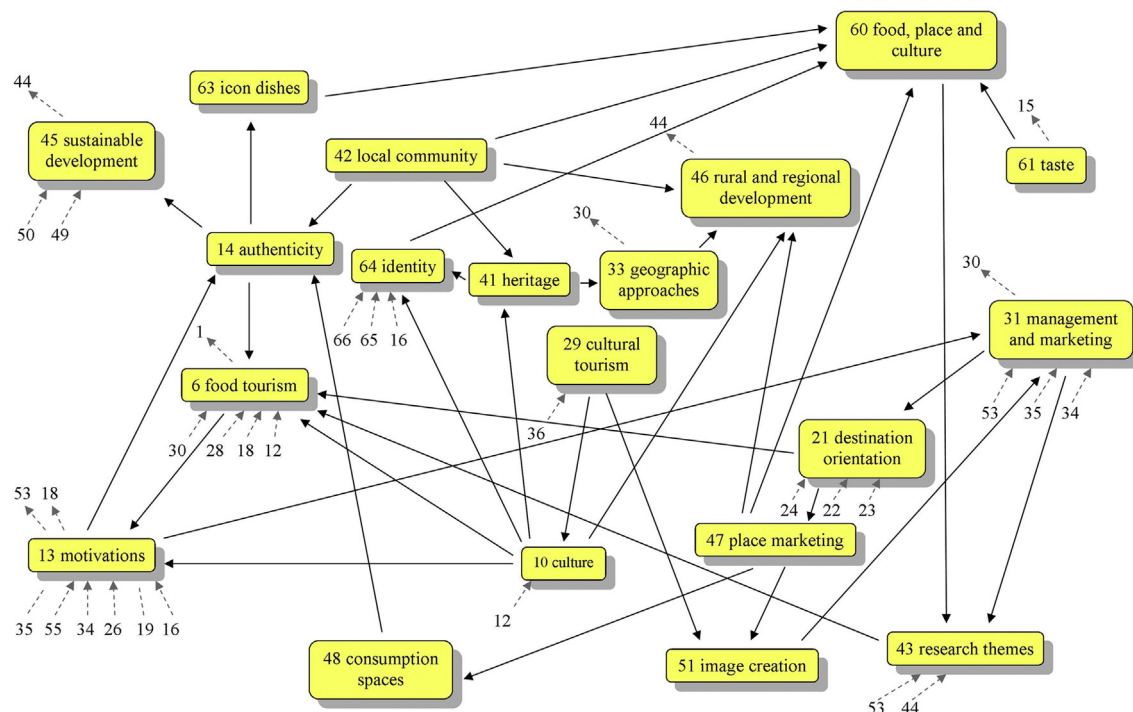 60 food, place and
culture
44
63 icon dishes
15
45 sustainable
development
44
42 local community
61 taste
46 rural and regional
development
50
49
30
14 authenticity
64 identity
41 heritage
33 geographic
approaches
30
31 management
and marketing
66
65
16
1
29 cultural
tourism
6 food tourism
53
35
34
30
28
18
12
36
21 destination
orientation
53
18
24
22
23
13 motivations
47 place marketing
10 culture
35
55
34
26
19
16
12
48 consumption
spaces
51 image creation
43 research themes
53
44